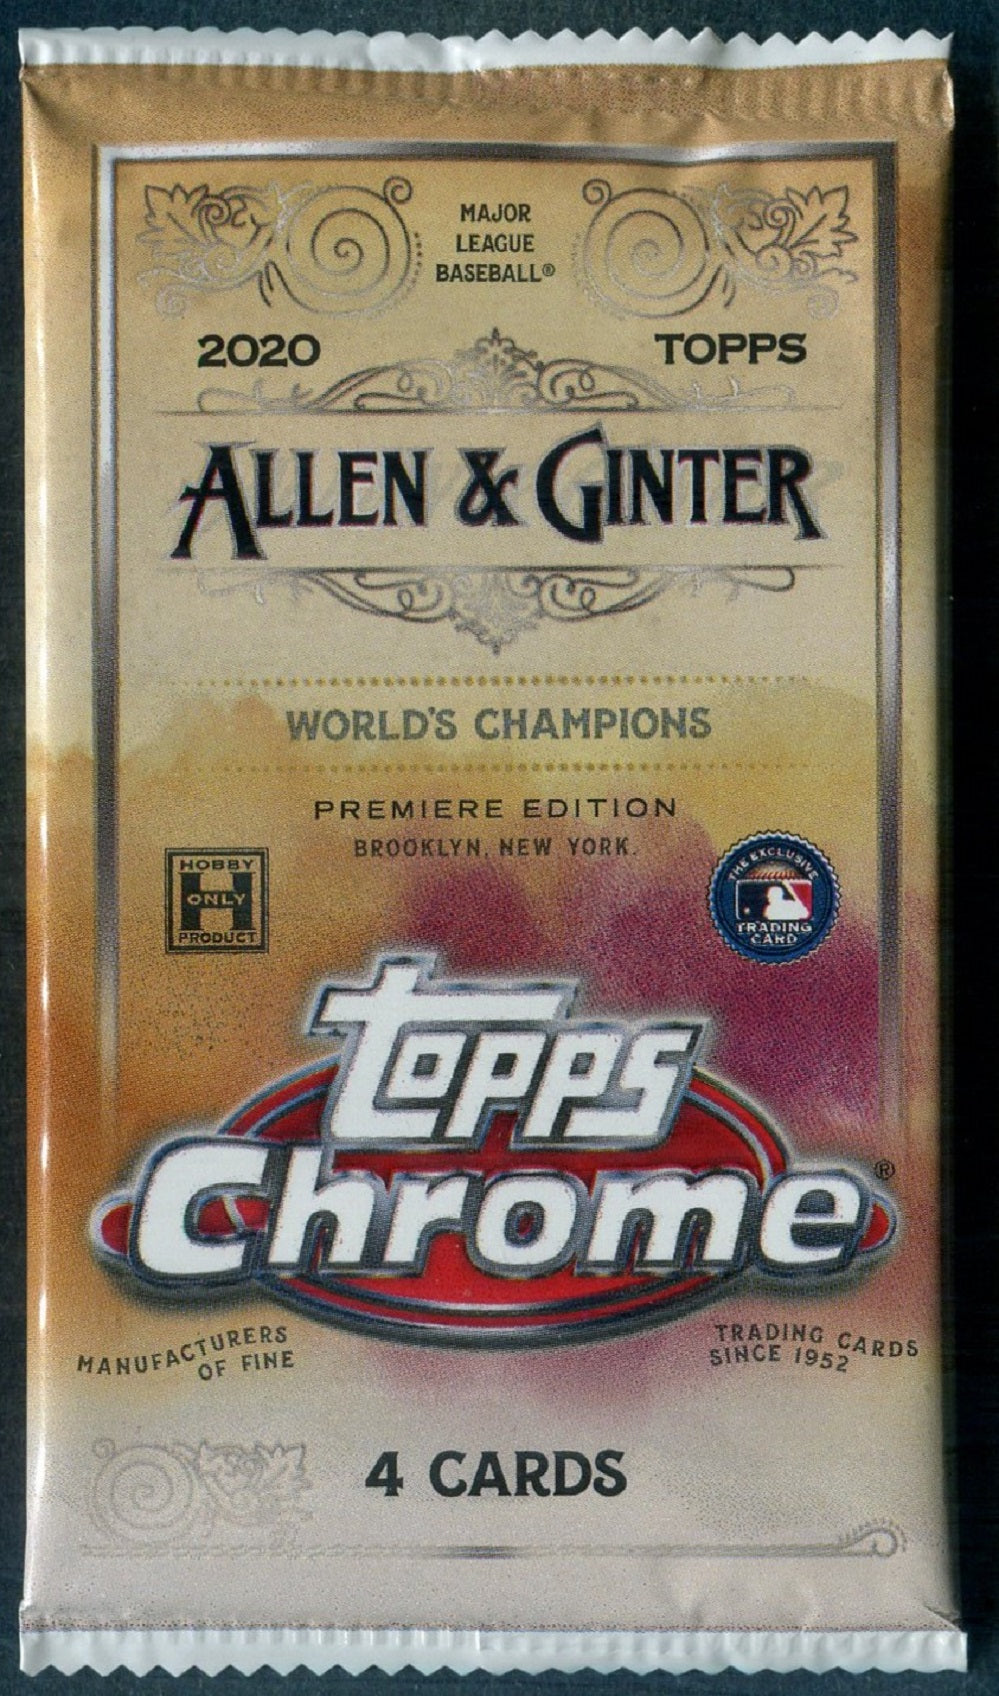 MAJOR
LEAGUE
BASEBALL®
2020 TOPPS
ALLEN & GINTER
WORLD'S CHAMPIONS
PREMIERE EDITION
BROOKLYN, NEW YORK.
HOBBY
H
ONLY
PRODUCT
THE EXCLUSIVE
TRADING
CARD
topps
Chrome®
MANUFACTURERS
OF FINE
TRADING CARDS
SINCE 1952
4 CARDS